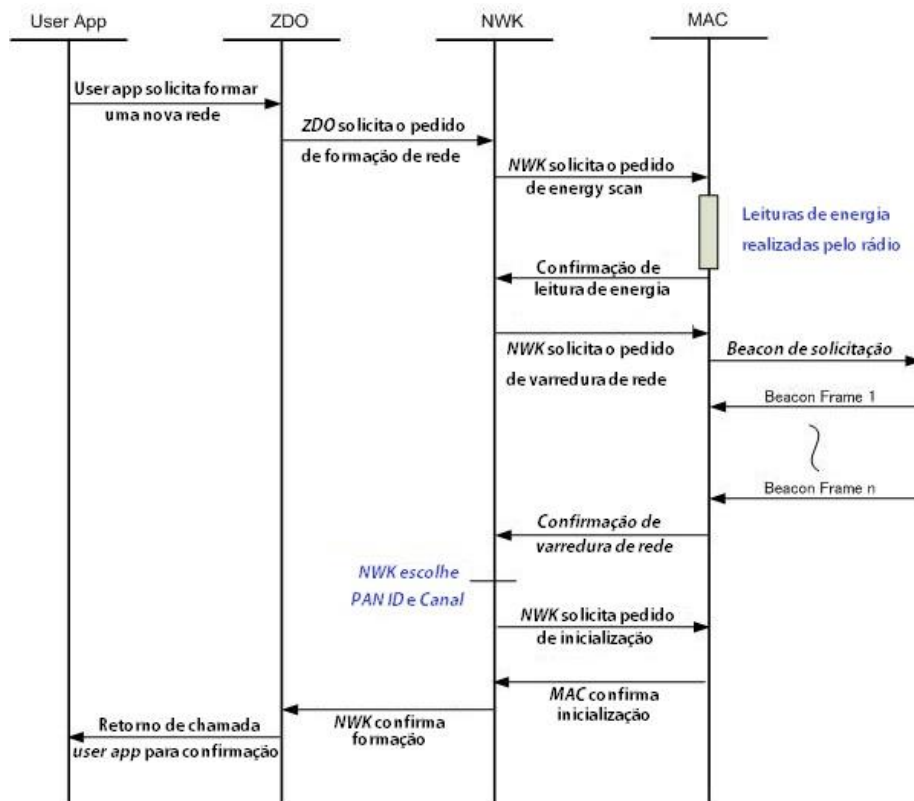 User App
ZDO
NWK
MAC
User app solicita formar
uma nova rede
ZDO solicita o pedido
de formação de rede
NWK solicita o pedido
de energy scan
Leituras de energia
realizadas pelo rádio
Confirmação de
leitura de energia
NWK solicita o pedido
de varredura de rede
Beacon de solicitação
Beacon Frame 1
Beacon Frame n
Confirmação de
varredura de rede
NWK escolhe
PAN ID e Canal
NWK solicita pedido
de inicialização
MAC confirma
inicialização
NWK confirma
formação
Retorno de chamada
user app para confirmação